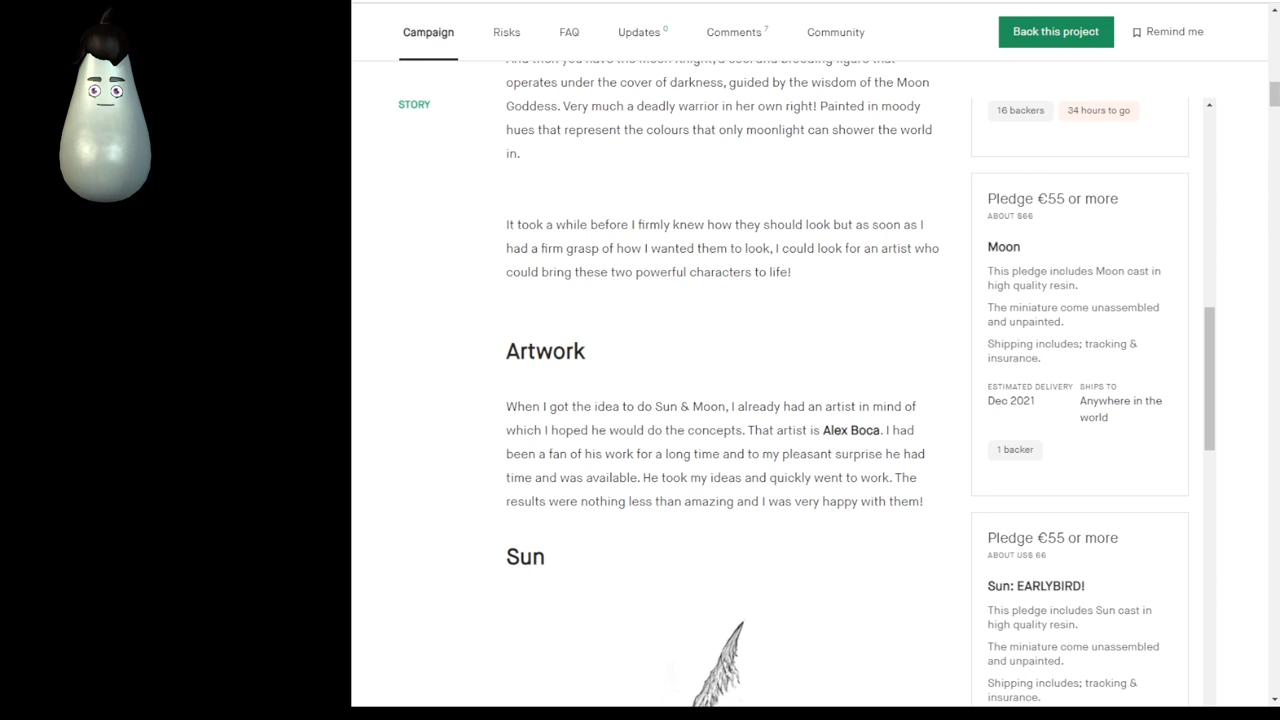 Campaign
Risks
FAQ
Updates 0
Comments 7
Community
Back this project
Remind me
STORY
And then you have the Moon Knight, a cool and brooding figure that
operates under the cover of darkness, guided by the wisdom of the Moon
Goddess. Very much a deadly warrior in her own right! Painted in moody
hues that represent the colours that only moonlight can shower the world
in.
It took a while before I firmly knew how they should look but as soon as I
had a firm grasp of how I wanted them to look, I could look for an artist who
could bring these two powerful characters to life!
Artwork
When I got the idea to do Sun & Moon, I already had an artist in mind of
which I hoped he would do the concepts. That artist is Alex Boca. I had
been a fan of his work for a long time and to my pleasant surprise he had
time and was available. He took my ideas and quickly went to work. The
results were nothing less than amazing and I was very happy with them!
Sun
16 backers
34 hours to go
Pledge €55 or more
ABOUT $66
Moon
This pledge includes Moon cast in
high quality resin.
The miniature come unassembled
and unpainted.
Shipping includes; tracking &
insurance.
ESTIMATED DELIVERY
Dec 2021
SHIPS TO
Anywhere in the
world
1 backer
Pledge €55 or more
ABOUT US$ 66
Sun: EARLYBIRD!
This pledge includes Sun cast in
high quality resin.
The miniature come unassembled
and unpainted.
Shipping includes; tracking &
insurance.